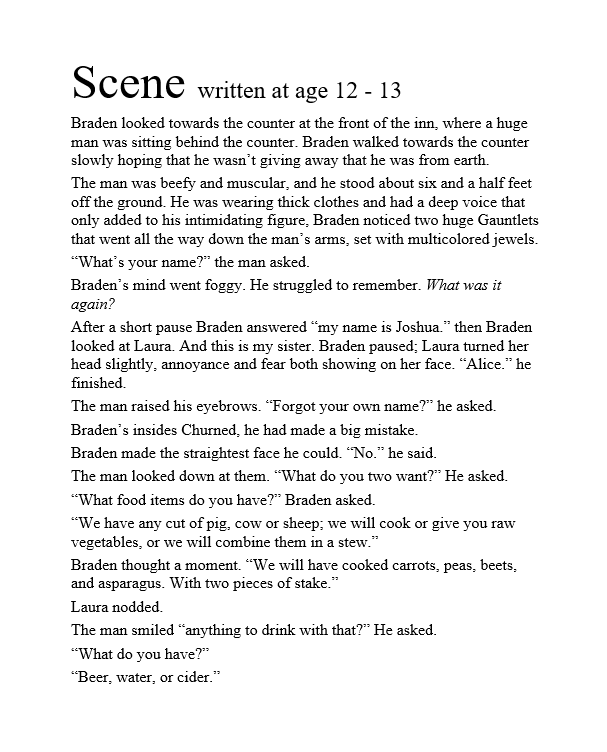 Scene written at age 12 - 13
Braden looked towards the counter at the front of the inn, where a huge
man was sitting behind the counter. Braden walked towards the counter
slowly hoping that he wasn’t giving away that he was from earth.
The man was beefy and muscular, and he stood about six and a half feet
off the ground. He was wearing thick clothes and had a deep voice that
only added to his intimidating figure, Braden noticed two huge Gauntlets
that went all the way down the man’s arms, set with multicolored jewels.
“What’s your name?” the man asked.
Braden’s mind went foggy. He struggled to remember. What was it
again?
After a short pause Braden answered “my name is Joshua.” then Braden
looked at Laura. And this is my sister. Braden paused; Laura turned her
head slightly, annoyance and fear both showing on her face. “Alice.” he
finished.
The man raised his eyebrows. “Forgot your own name?” he asked.
Braden’s insides Churned, he had made a big mistake.
Braden made the straightest face he could. “No.” he said.
The man looked down at them. “What do you two want?” He asked.
“What food items do you have?” Braden asked.
“We have any cut of pig, cow or sheep; we will cook or give you raw
vegetables, or we will combine them in a stew.”
Braden thought a moment. “We will have cooked carrots, peas, beets,
and asparagus. With two pieces of stake.”
Laura nodded.
The man smiled “anything to drink with that?” He asked.
“What do you have?”
“Beer, water, or cider.”